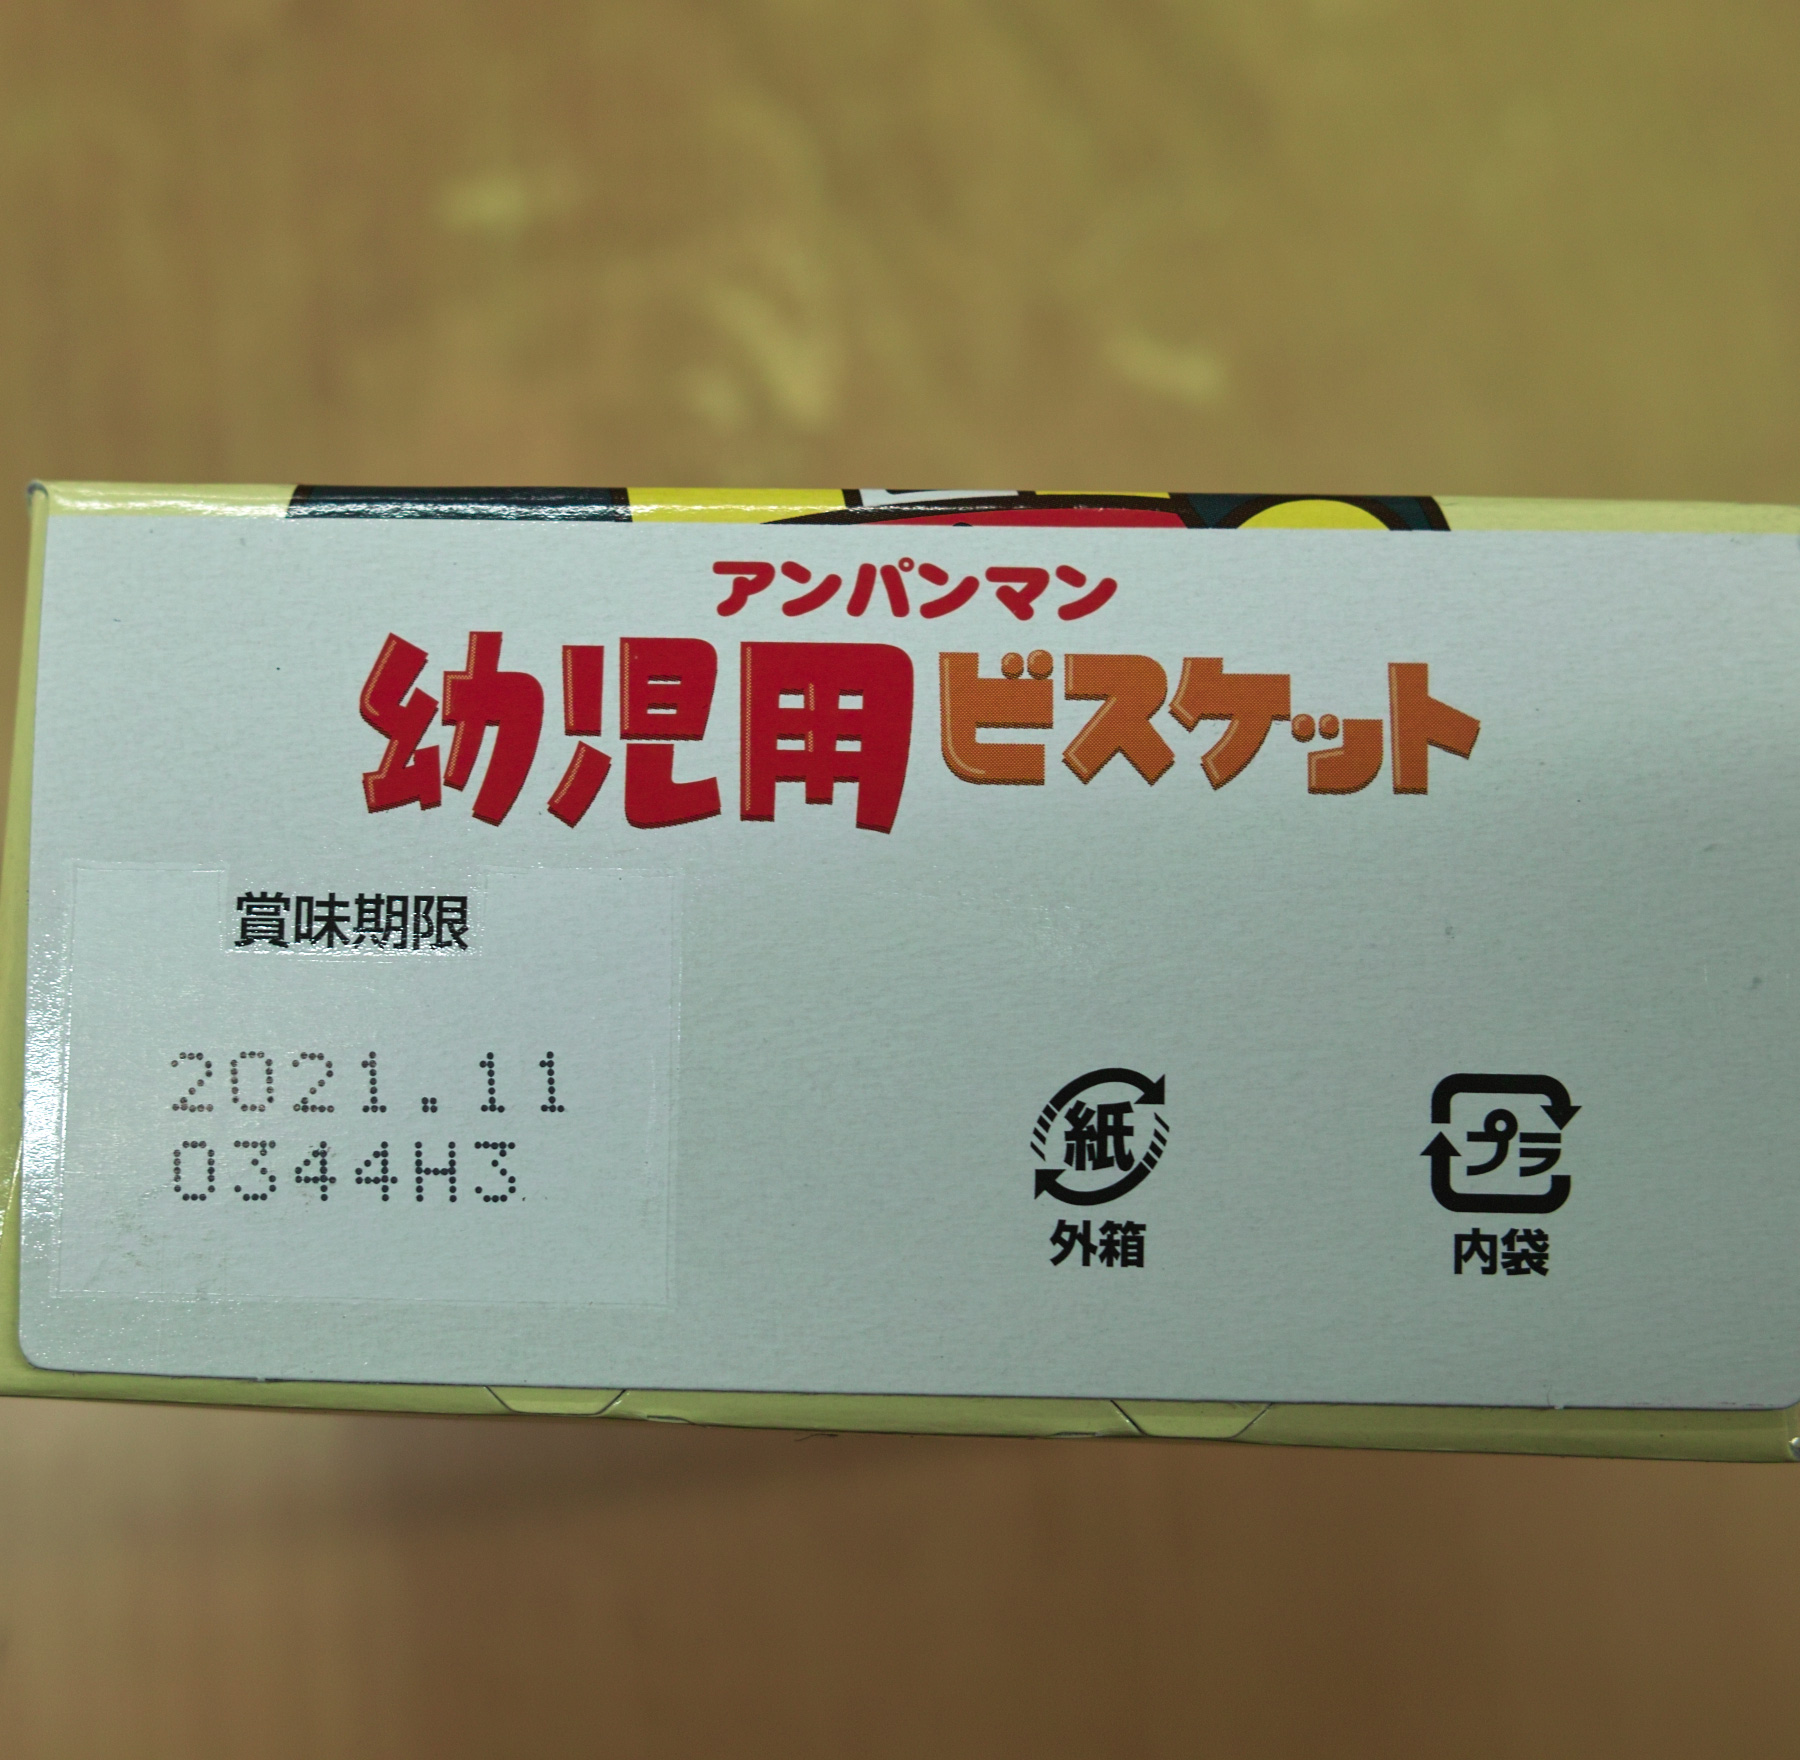 アンパンマン
幼児用ビスケット
賞味期限
2021.11
0344H3
紙
外箱
プラ
内袋